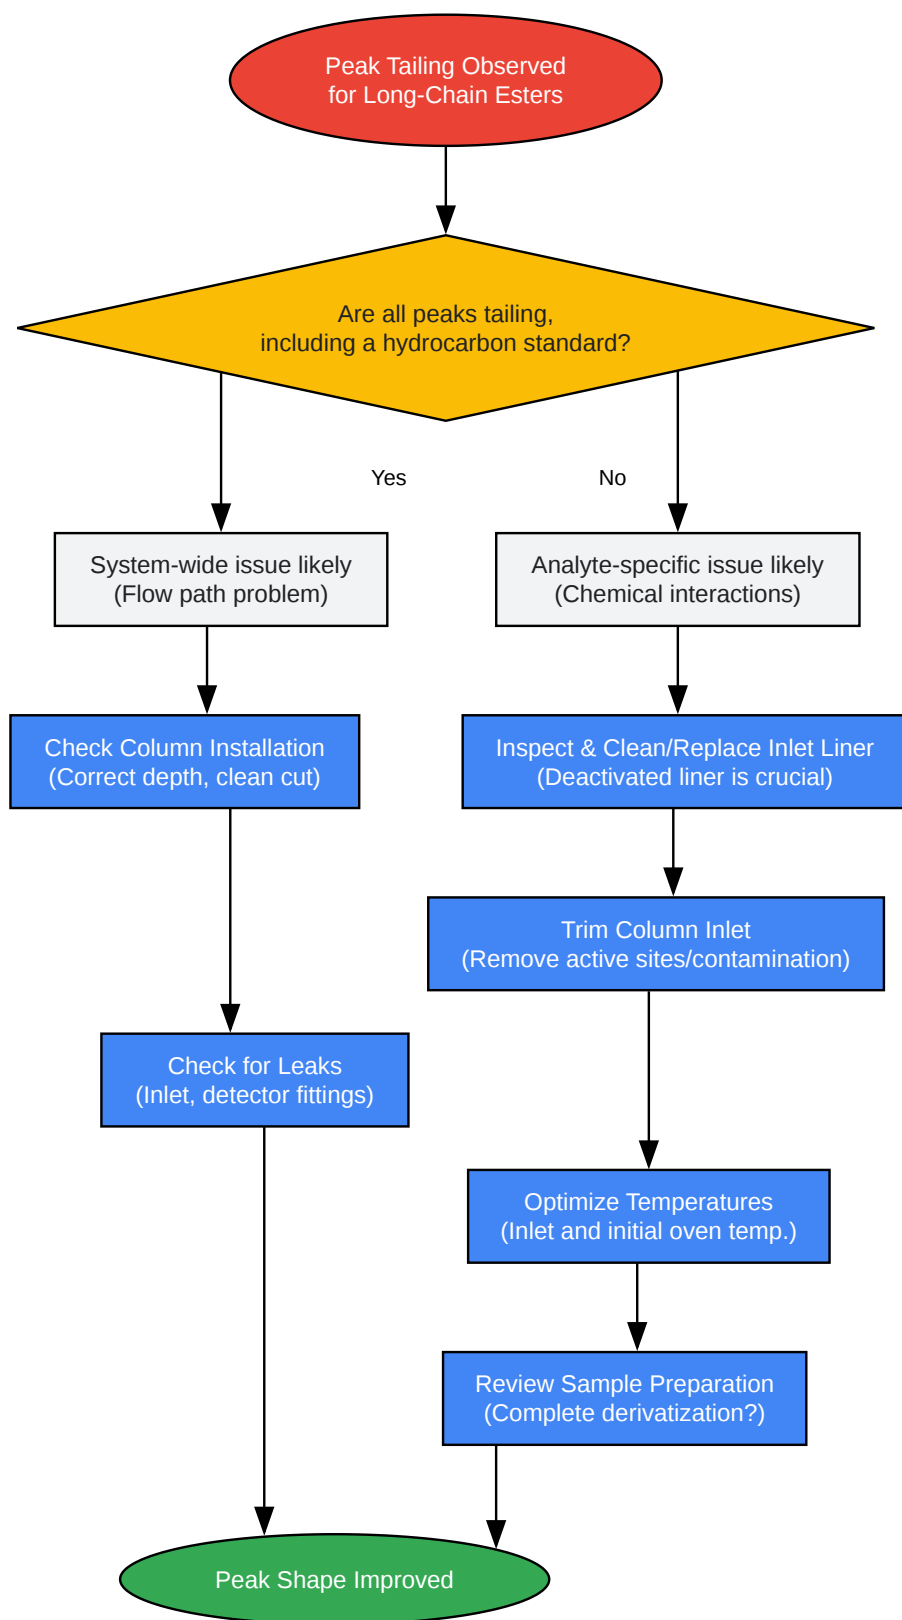 Peak Tailing Observed
for Long-Chain Esters
Are all peaks tailing,
including a hydrocarbon standard?
Yes
No
System-wide issue likely
(Flow path problem)
Analyte-specific issue likely
(Chemical interactions)
Check Column Installation
(Correct depth, clean cut)
Inspect & Clean/Replace Inlet Liner
(Deactivated liner is crucial)
Trim Column Inlet
(Remove active sites/contamination)
Check for Leaks
(Inlet, detector fittings)
Optimize Temperatures
(Inlet and initial oven temp.)
Review Sample Preparation
(Complete derivatization?)
Peak Shape Improved